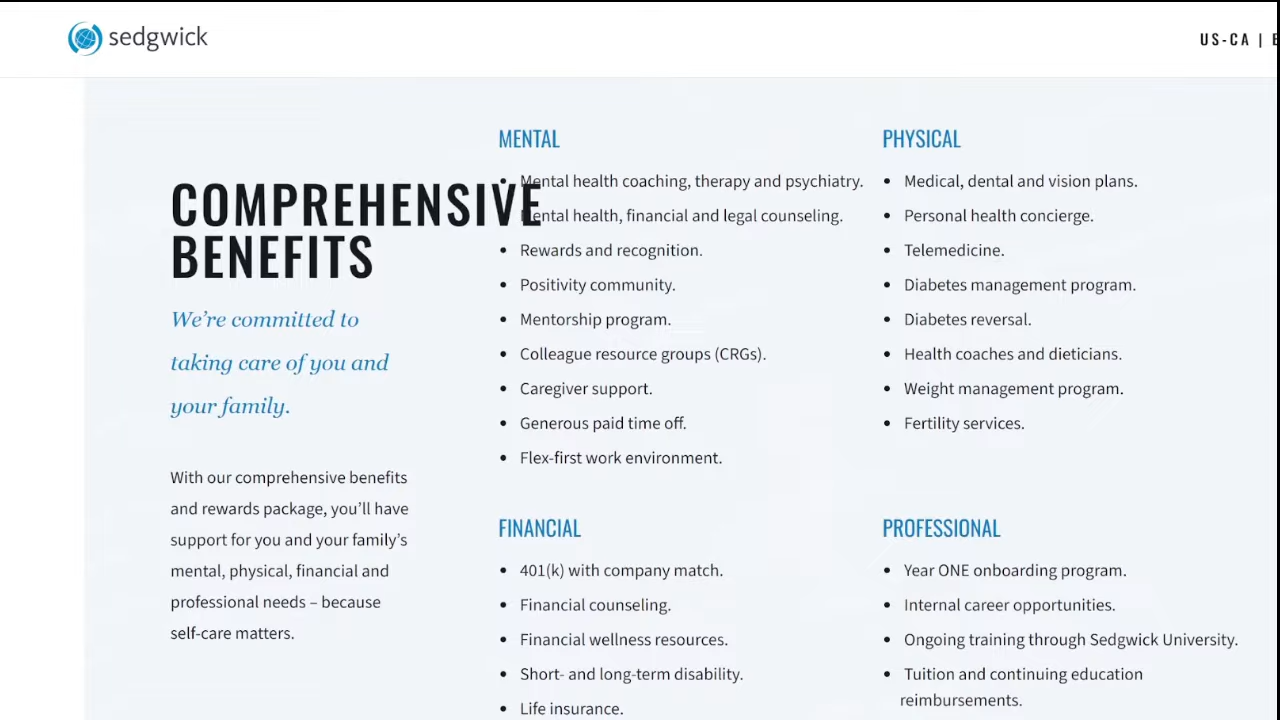 sedgwick
US-CA |
COMPREHENSIVE
BENEFITS
We're committed to
taking care of you and
your family.
With our comprehensive benefits
and rewards package, you'll have
support for you and your family's
mental, physical, financial and
professional needs – because
self-care matters.
MENTAL
• Mental health coaching, therapy and psychiatry.
• Mental health, financial and legal counseling.
• Rewards and recognition.
• Positivity community.
• Mentorship program.
• Colleague resource groups (CRGs).
• Caregiver support.
• Generous paid time off.
• Flex-first work environment.
PHYSICAL
• Medical, dental and vision plans.
• Personal health concierge.
• Telemedicine.
• Diabetes management program.
• Diabetes reversal.
• Health coaches and dieticians.
• Weight management program.
• Fertility services.
FINANCIAL
• 401(k) with company match.
• Financial counseling.
• Financial wellness resources.
• Short- and long-term disability.
• Life insurance.
PROFESSIONAL
• Year ONE onboarding program.
• Internal career opportunities.
• Ongoing training through Sedgwick University.
• Tuition and continuing education
reimbursements.